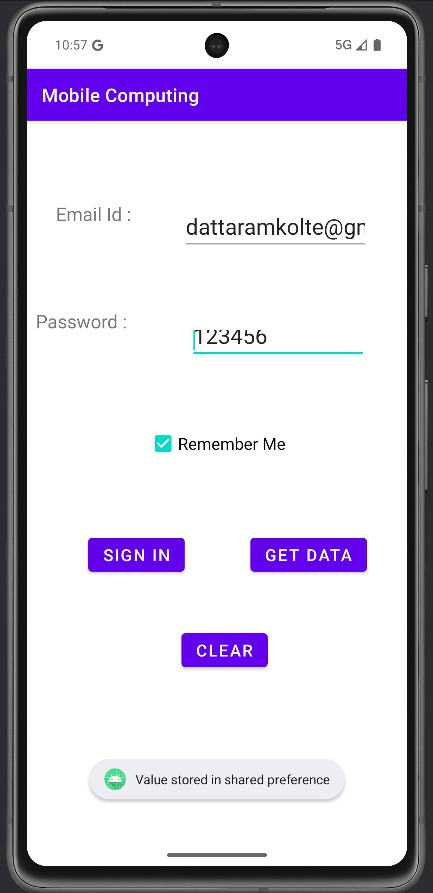 10:57 G 5G
Mobile Computing
Email Id :
dattaramkolte@gm
Password :
123456
Remember Me
SIGN IN GET DATA
CLEAR
Value stored in shared preference